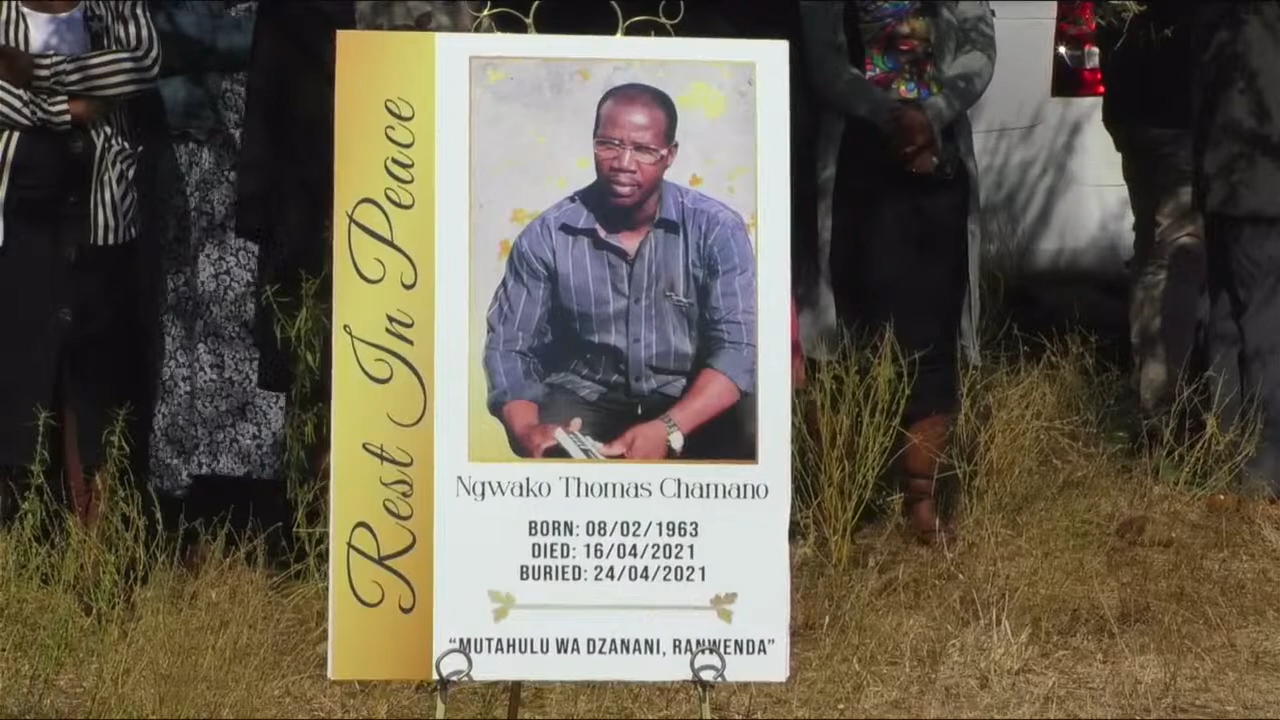 Rest In Peace
Ngwako Thomas Chamano
BORN: 08/02/1963
DIED: 16/04/2021
BURIED: 24/04/2021
"MUTAHULU WA DZANANI, RANWENDA"